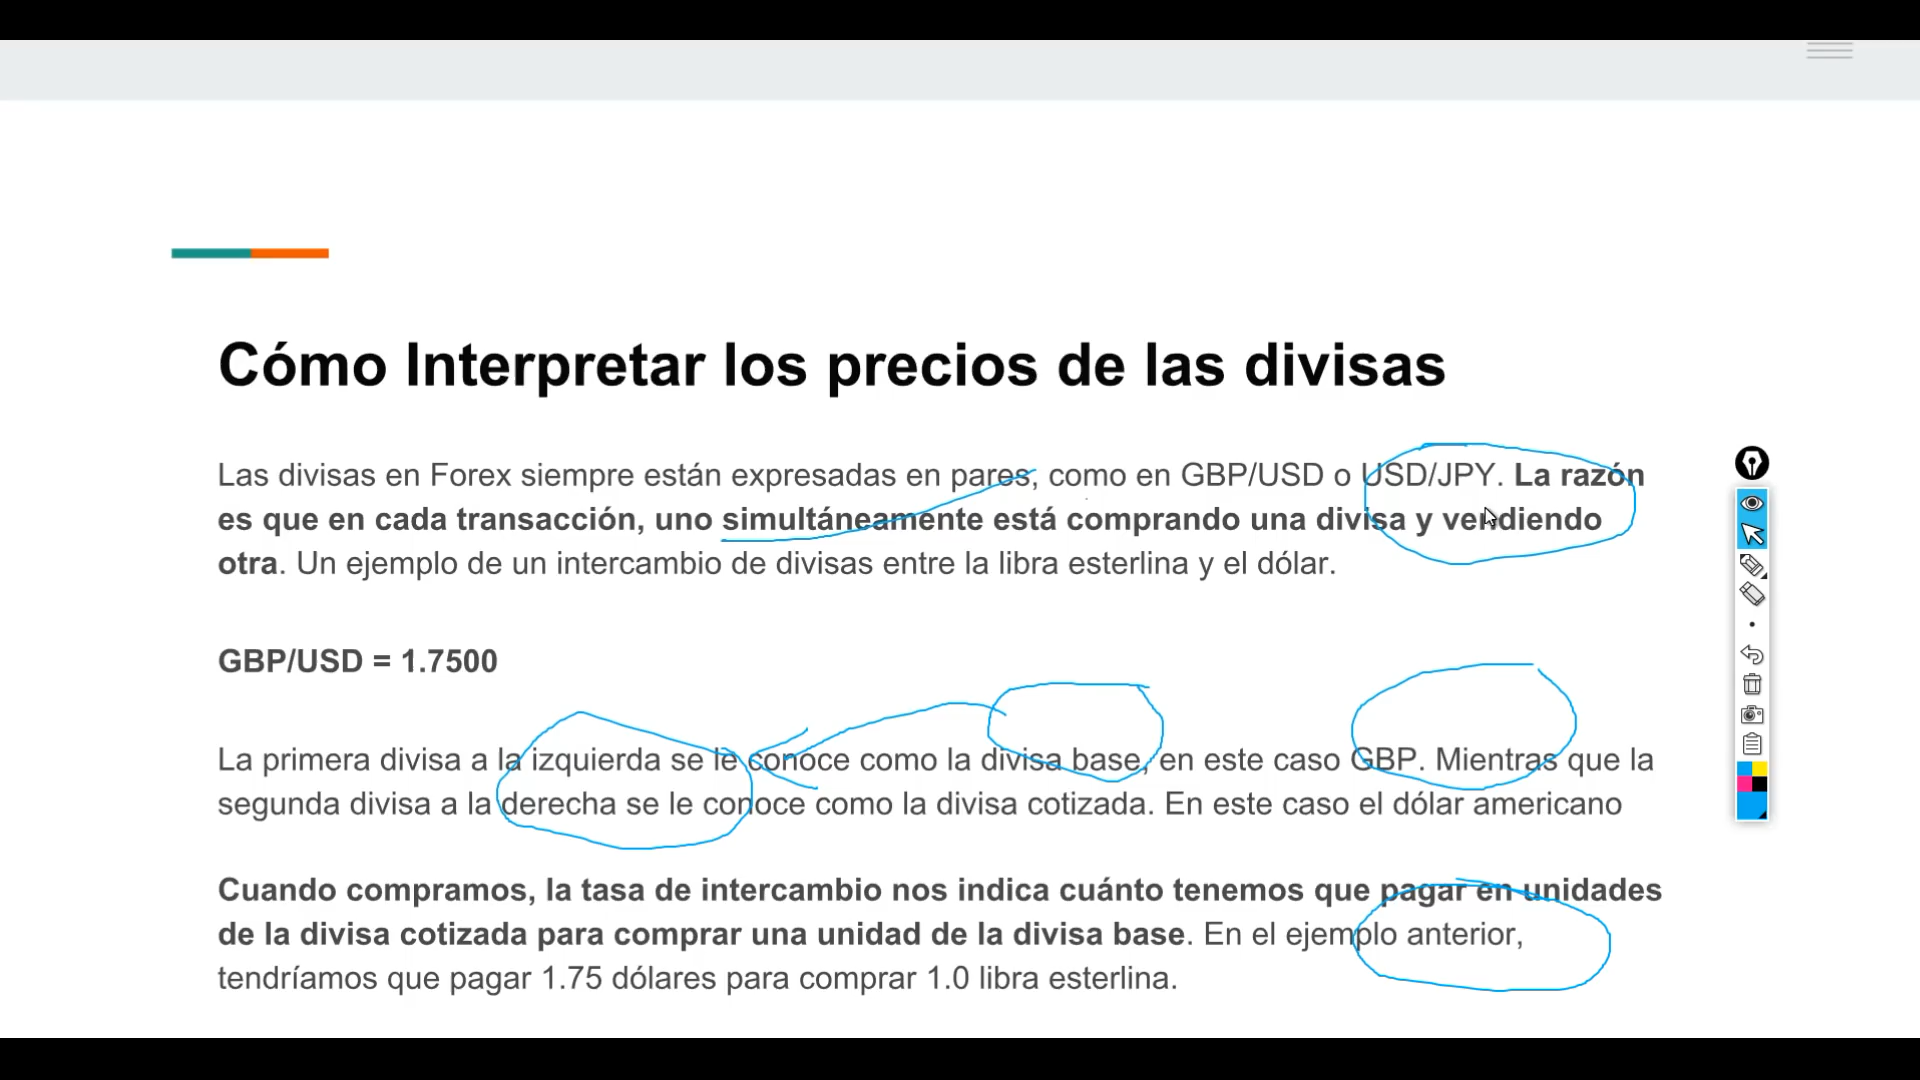 Cómo Interpretar los precios de las divisas
Las divisas en Forex siempre están expresadas en pares, como en GBP/USD o USD/JPY. La razón
es que en cada transacción, uno simultáneamente está comprando una divisa y vendiendo
otra. Un ejemplo de un intercambio de divisas entre la libra esterlina y el dólar.
GBP/USD = 1.7500
La primera divisa a la izquierda se le conoce como la divisa base, en este caso GBP. Mientras que la
segunda divisa a la derecha se le conoce como la divisa cotizada. En este caso el dólar americano
Cuando compramos, la tasa de intercambio nos indica cuánto tenemos que pagar en unidades
de la divisa cotizada para comprar una unidad de la divisa base. En el ejemplo anterior,
tendríamos que pagar 1.75 dólares para comprar 1.0 libra esterlina.